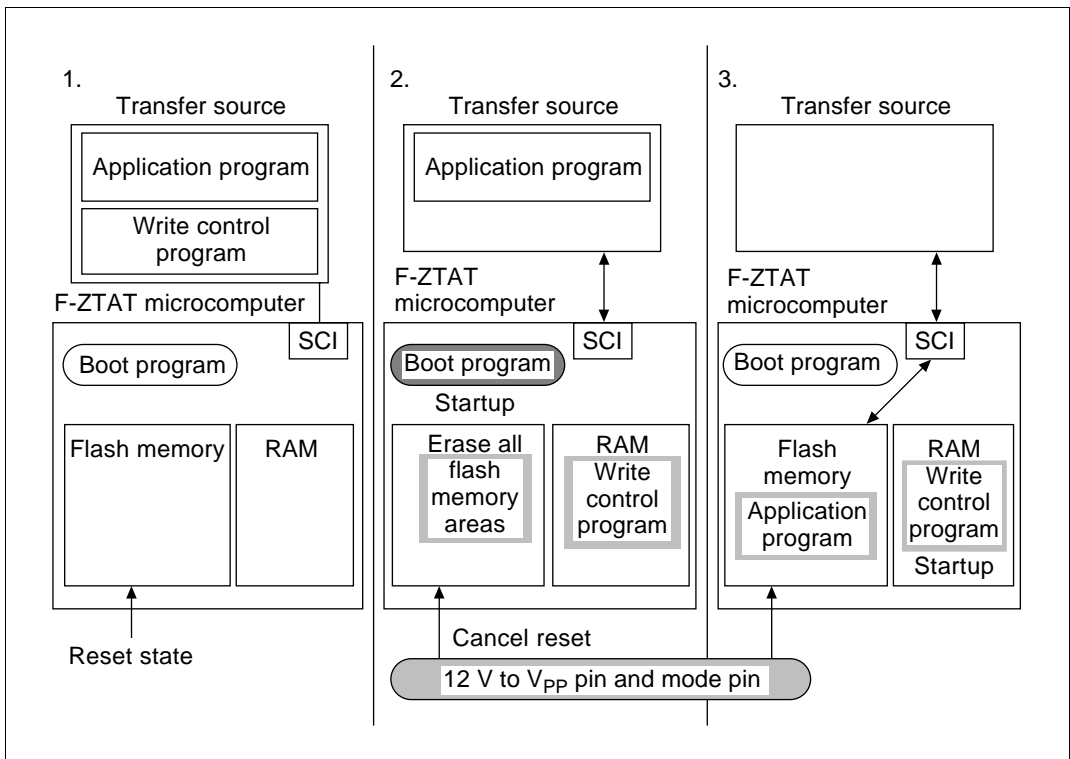 1.
Transfer source
Application program
Write control
program
F-ZTAT microcomputer
SCI
Boot program
Flash memory
RAM
Reset state
2.
Transfer source
Application program
F-ZTAT
microcomputer
SCI
Boot program
Startup
Erase all
flash
memory
areas
RAM
Write
control
program
Cancel reset
12 V to VPP pin and mode pin
3.
Transfer source
F-ZTAT
microcomputer
SCI
Boot program
Flash
memory
Application
program
RAM
Write
control
program
Startup